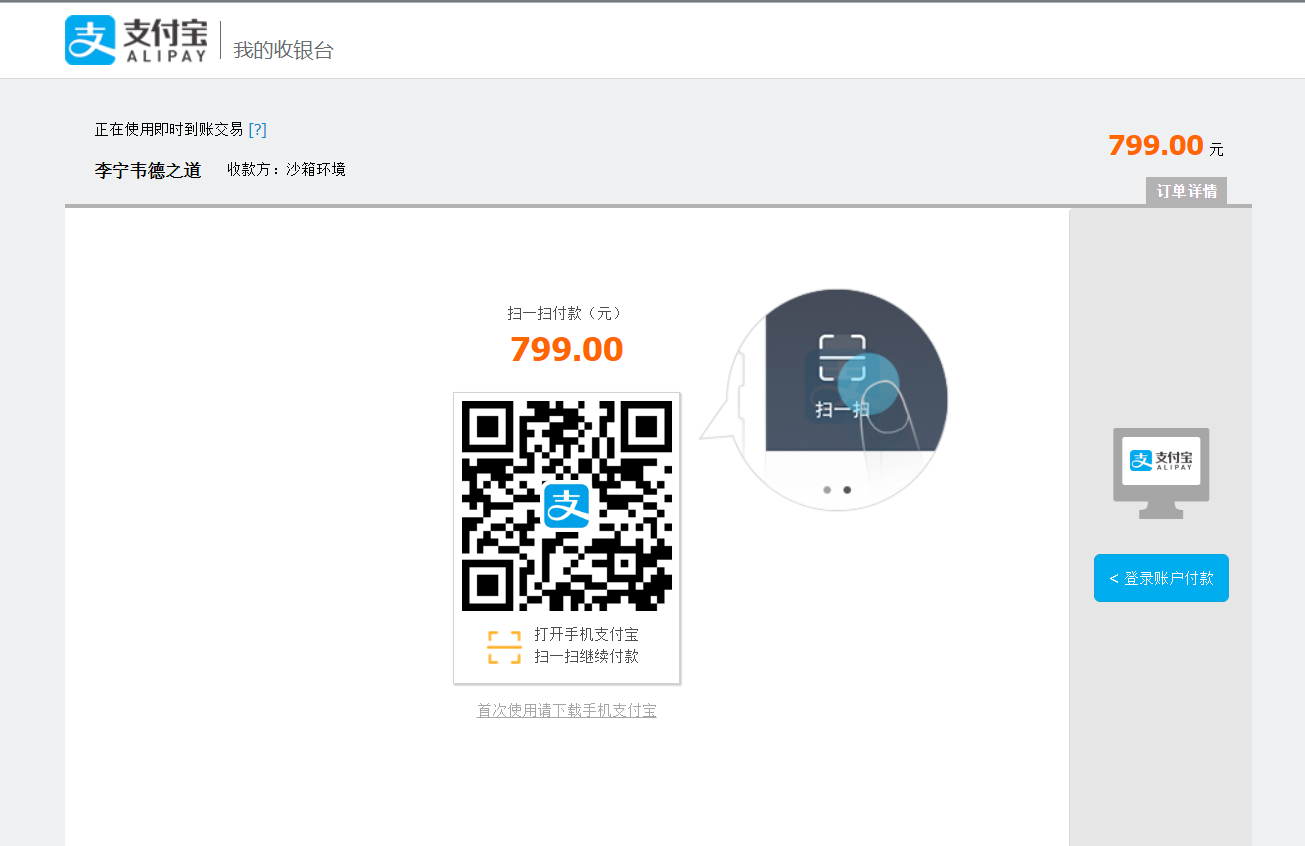 支付宝
ALIPAY
我的收银台
正在使用即时到账交易 [?]
李宁韦德之道 收款方：沙箱环境
799.00 元
订单详情
扫一扫付款（元）
799.00
支
扫一扫
打开手机支付宝
扫一扫继续付款
首次使用请下载手机支付宝
支付宝
ALIPAY
< 登录账户付款